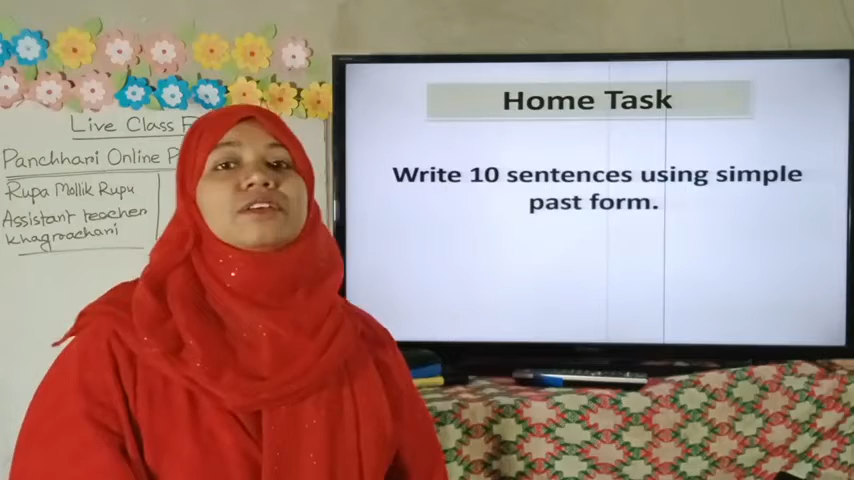 Live Class F
Panchhari Online P
Rupa Mollik Rupu
Assistant teacher
Khagrachari
Home Task
Write 10 sentences using simple
past form.